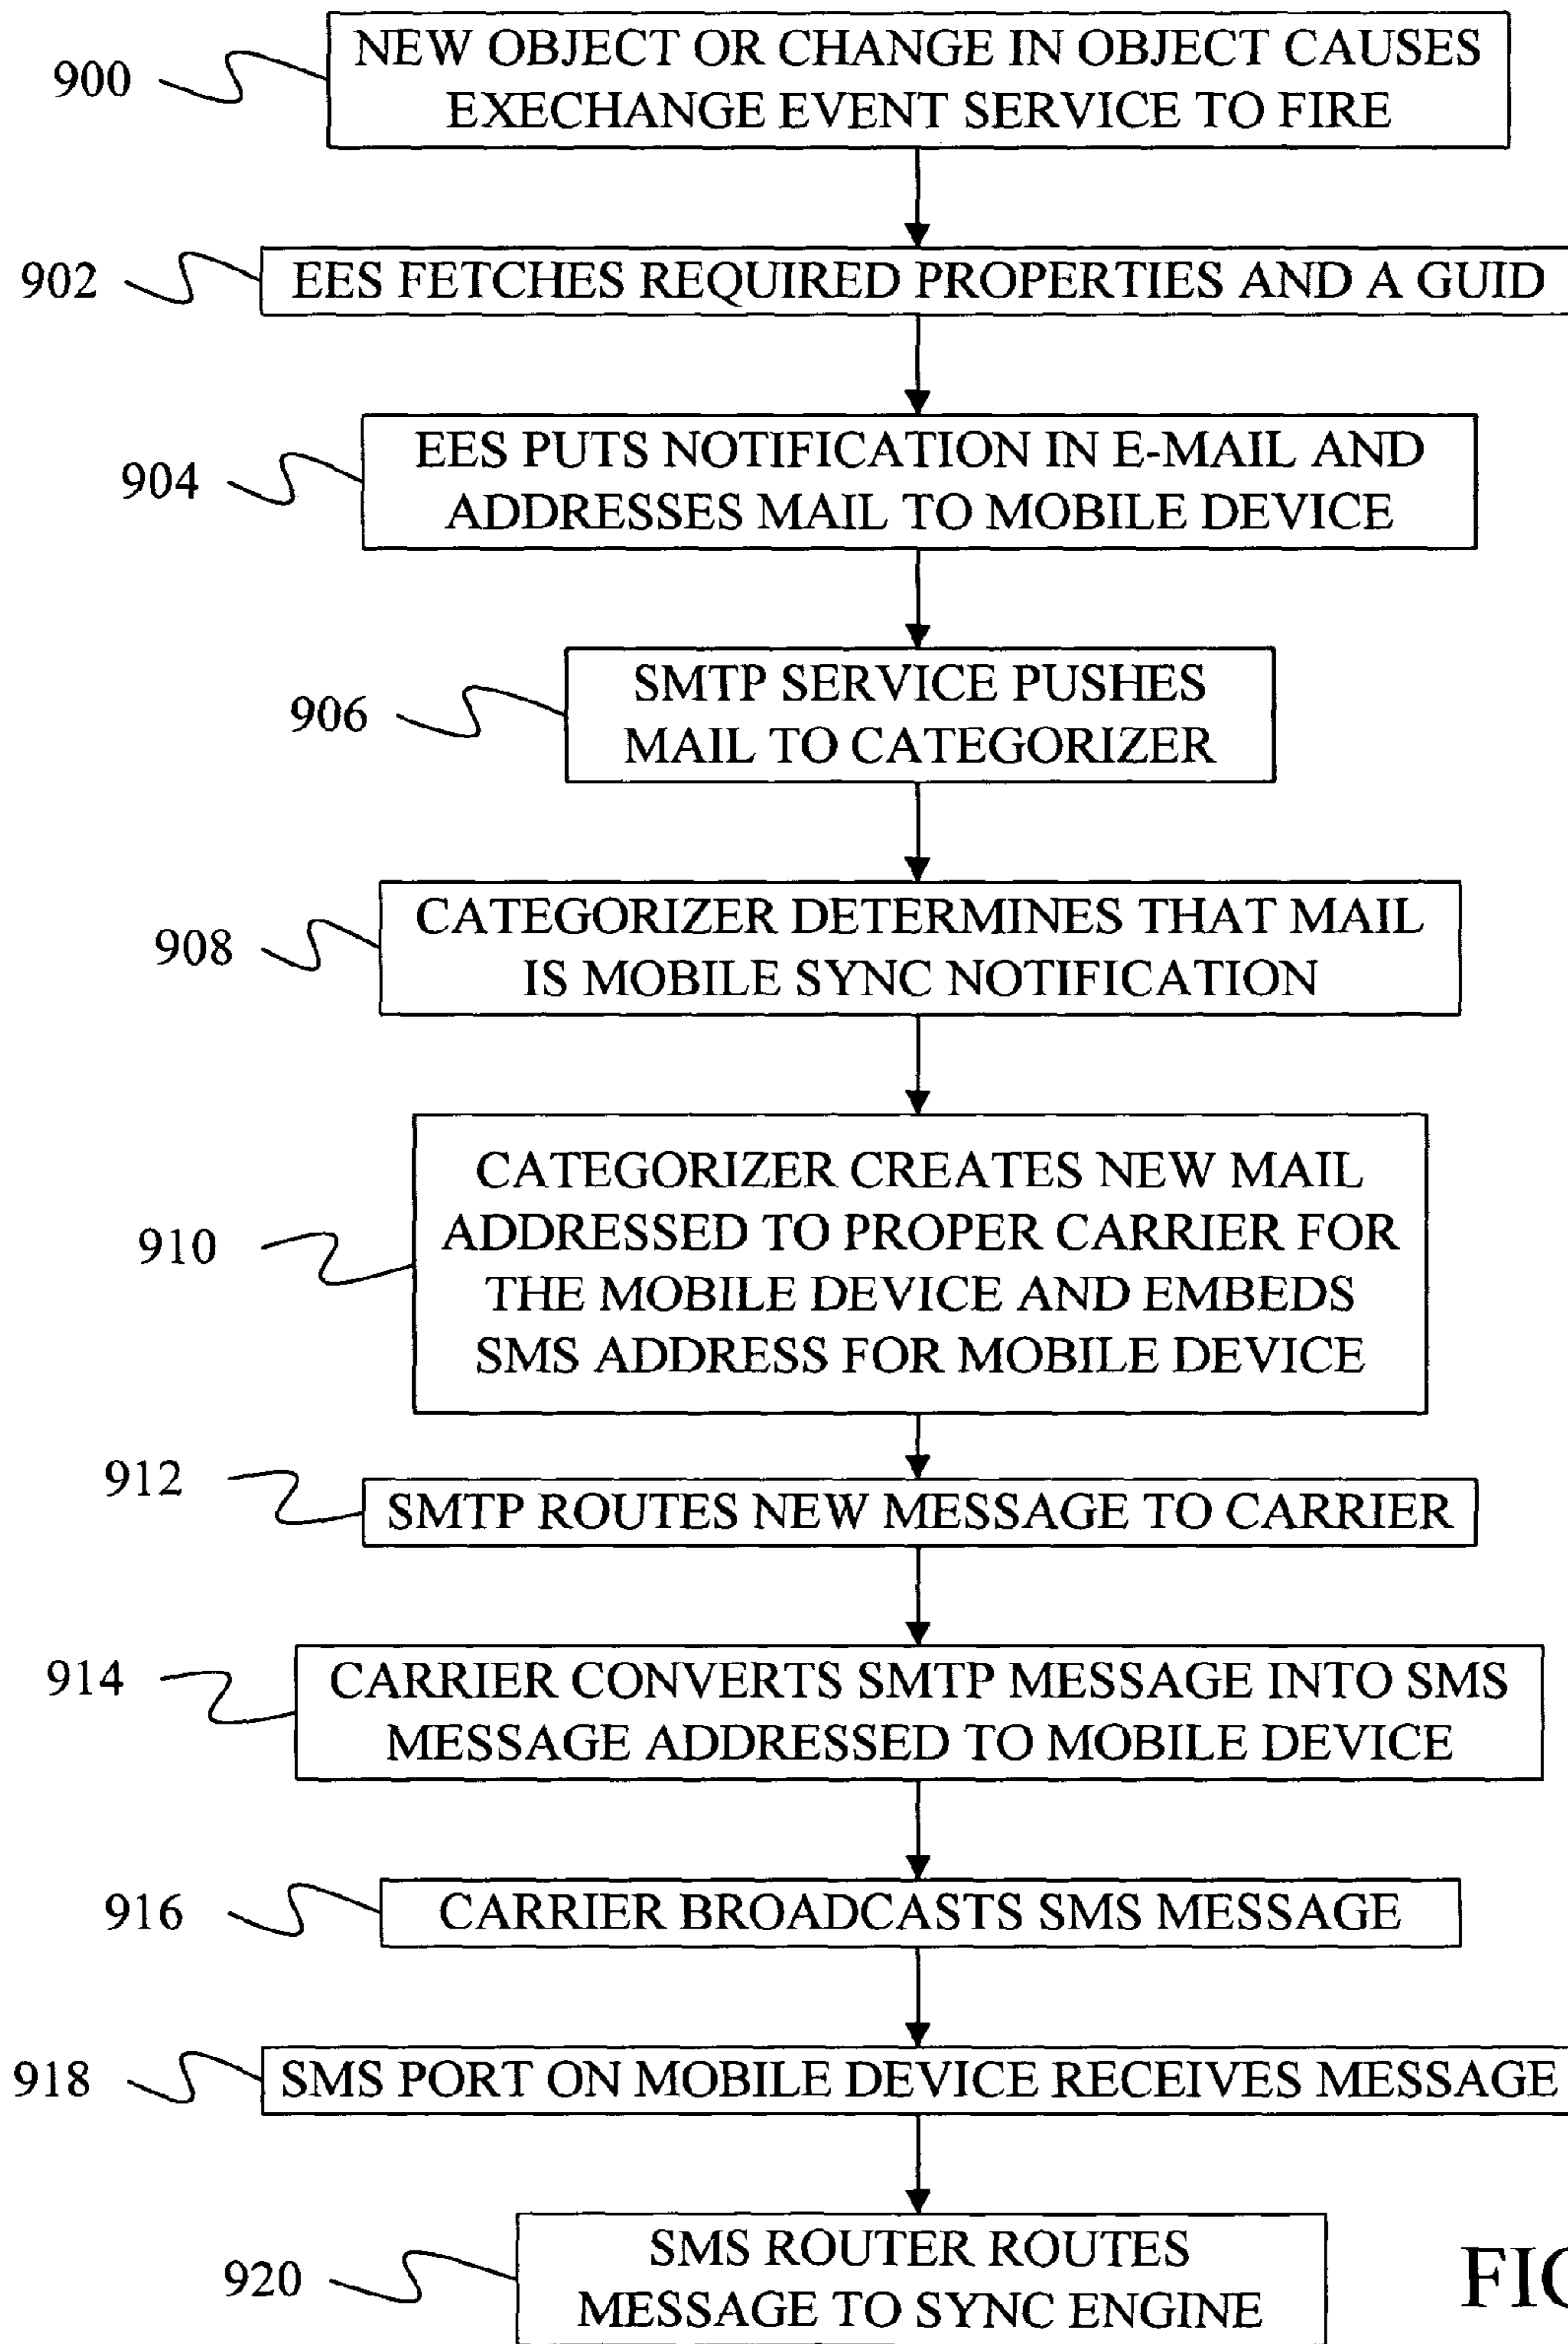 900
NEW OBJECT OR CHANGE IN OBJECT CAUSES
EXECHANGE EVENT SERVICE TO FIRE
902
EES FETCHES REQUIRED PROPERTIES AND A GUID
904
EES PUTS NOTIFICATION IN E-MAIL AND
ADDRESSES MAIL TO MOBILE DEVICE
906
SMTP SERVICE PUSHES
MAIL TO CATEGORIZER
908
CATEGORIZER DETERMINES THAT MAIL
IS MOBILE SYNC NOTIFICATION
910
CATEGORIZER CREATES NEW MAIL
ADDRESSED TO PROPER CARRIER FOR
THE MOBILE DEVICE AND EMBEDS
SMS ADDRESS FOR MOBILE DEVICE
912
SMTP ROUTES NEW MESSAGE TO CARRIER
914
CARRIER CONVERTS SMTP MESSAGE INTO SMS
MESSAGE ADDRESSED TO MOBILE DEVICE
916
CARRIER BROADCASTS SMS MESSAGE
918
SMS PORT ON MOBILE DEVICE RECEIVES MESSAGE
920
SMS ROUTER ROUTES
MESSAGE TO SYNC ENGINE